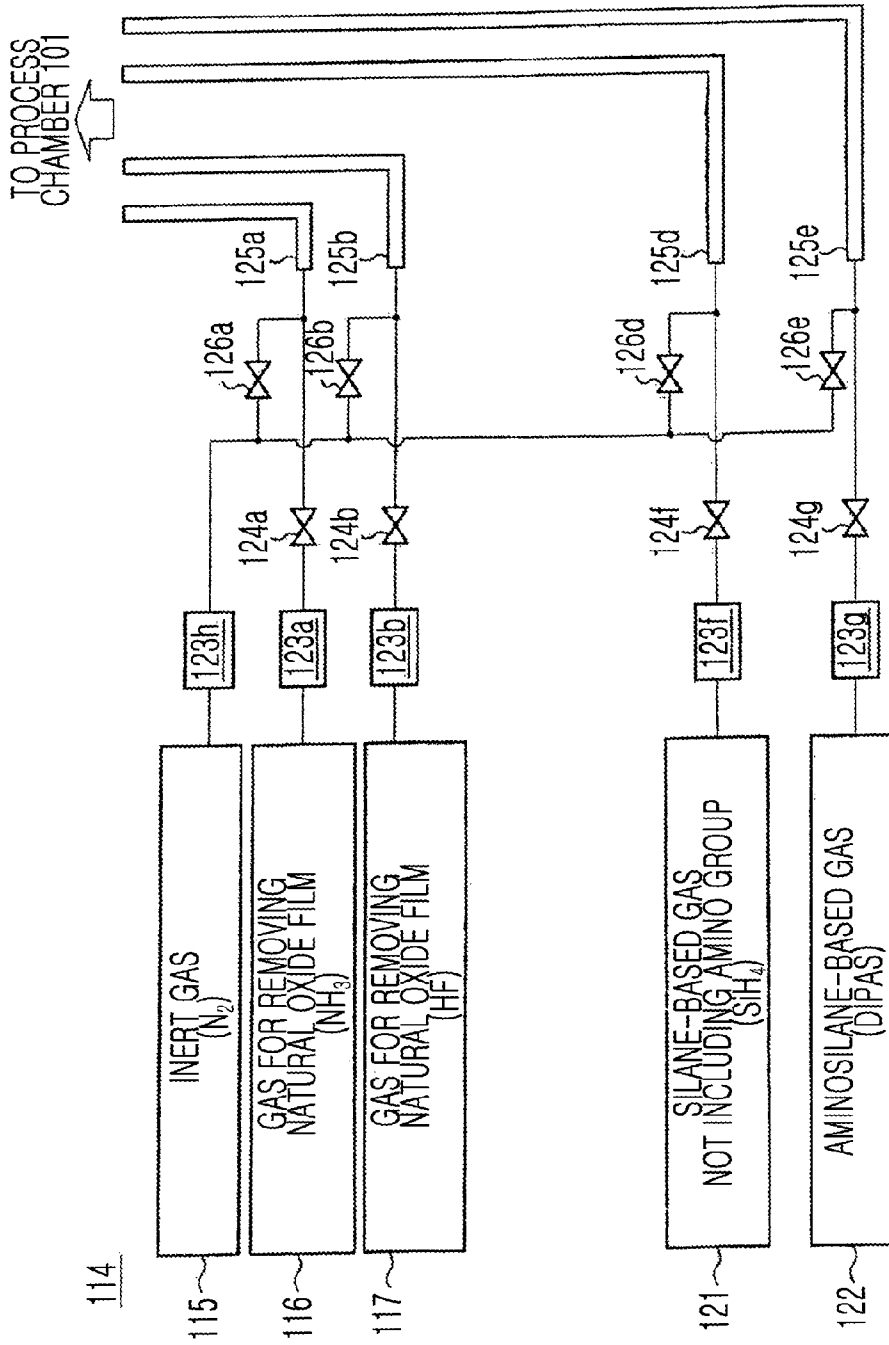 114
TO PROCESS
CHAMBER 101
115
INERT GAS
(N₂)
123h
126a
125a
116
GAS FOR REMOVING
NATURAL OXIDE FILM
(NH₃)
123a
124a
126b
125b
117
GAS FOR REMOVING
NATURAL OXIDE FILM
(HF)
123b
124b
126d
125d
121
SILANE-BASED GAS
NOT INCLUDING AMINO GROUP
(SiH₄)
123f
124f
126e
125e
122
AMINOSILANE-BASED GAS
(DIPAS)
123g
124g